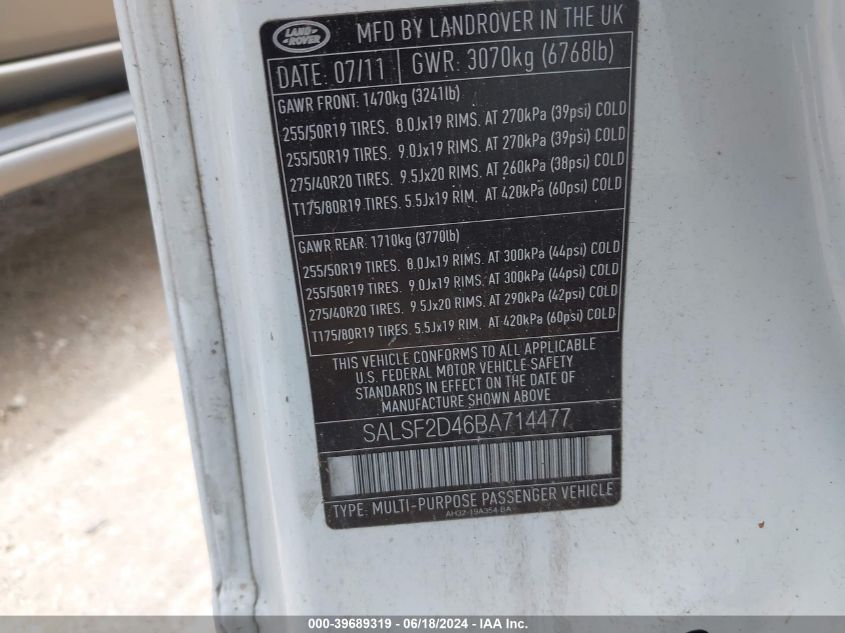 LAND
ROVER
MFD BY LANDROVER IN THE UK
DATE: 07/11 GWR: 3070kg (6768lb)
GAWR FRONT: 1470kg (3241lb)
255/50R19 TIRES. 8.0Jx19 RIMS. AT 270kPa (39psi) COLD
255/50R19 TIRES. 9.0Jx19 RIMS. AT 270kPa (39psi) COLD
275/40R20 TIRES. 9.5Jx20 RIMS. AT 260kPa (38psi) COLD
T175/80R19 TIRES. 5.5Jx19 RIM. AT 420kPa (60psi) COLD
GAWR REAR: 1710kg (3770lb)
255/50R19 TIRES. 8.0Jx19 RIMS. AT 300kPa (44psi) COLD
255/50R19 TIRES. 9.0Jx19 RIMS. AT 300kPa (44psi) COLD
275/40R20 TIRES. 9.5Jx20 RIMS. AT 290kPa (42psi) COLD
T175/80R19 TIRES. 5.5Jx19 RIM. AT 420kPa (60psi) COLD
THIS VEHICLE CONFORMS TO ALL APPLICABLE
U.S. FEDERAL MOTOR VEHICLE SAFETY
STANDARDS IN EFFECT ON THE DATE OF
MANUFACTURE SHOWN ABOVE
SALSF2D46BA714477
TYPE: MULTI-PURPOSE PASSENGER VEHICLE
AH32-19A354-BA
000-39689319 / 06/18/2024 / IAA Inc.